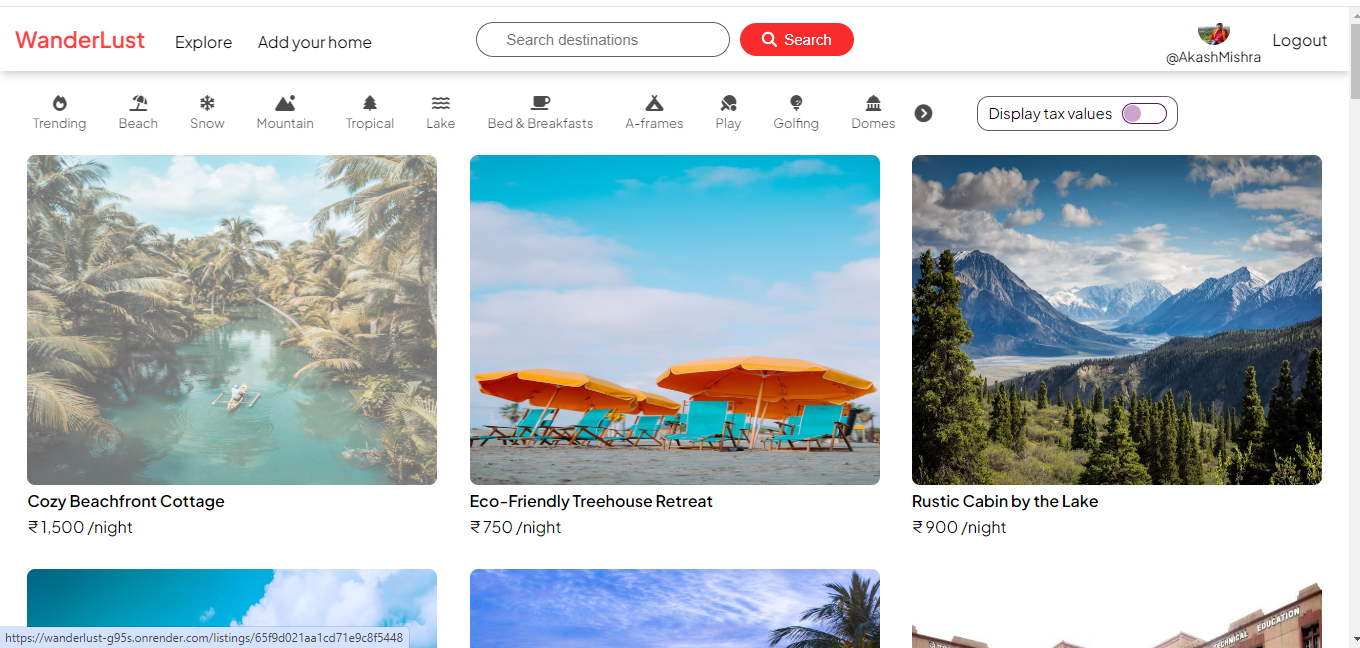 WanderLust
Explore
Add your home
Search destinations
Search
@AkashMishra
Logout
Trending
Beach
Snow
Mountain
Tropical
Lake
Bed & Breakfasts
A-frames
Play
Golfing
Domes
Display tax values
Cozy Beachfront Cottage
₹ 1,500 /night
Eco-Friendly Treehouse Retreat
₹ 750 /night
Rustic Cabin by the Lake
₹ 900 /night
TECHNICAL EDUCATION
https://wanderlust-g95s.onrender.com/listings/65f9d021aa1cd71e9c8f5448